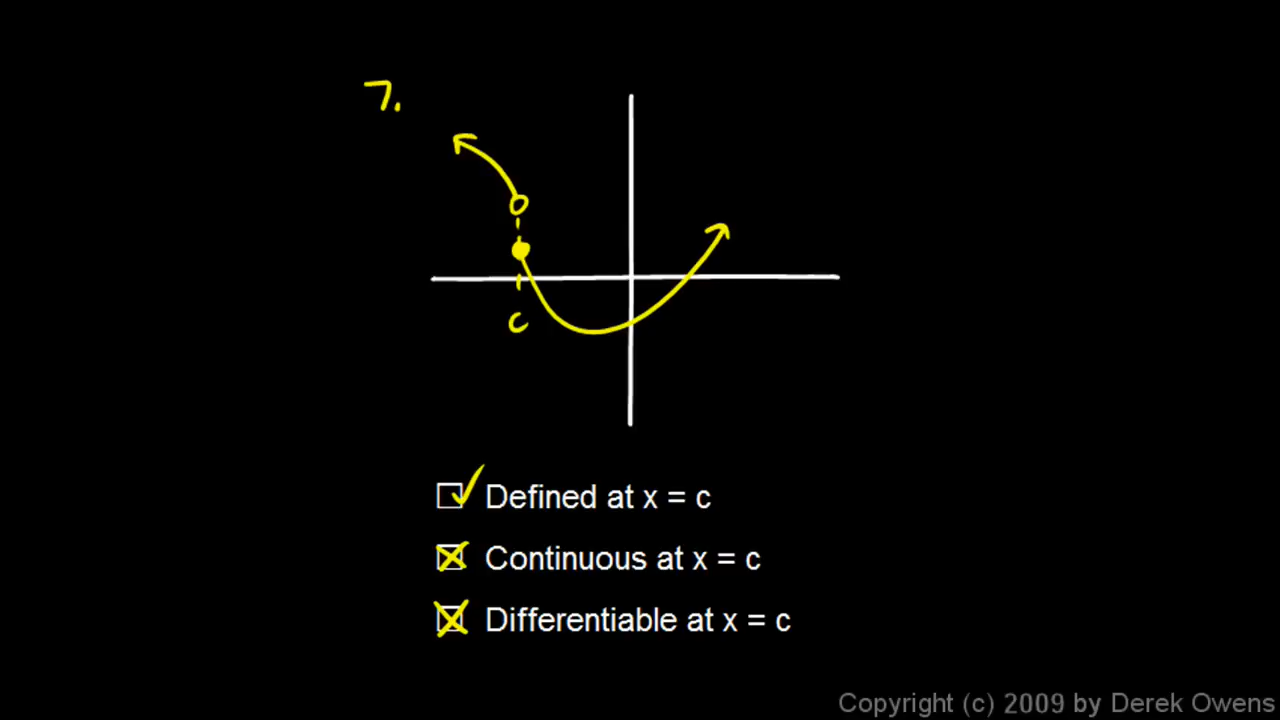 7.
c
Defined at x = c
Continuous at x = c
Differentiable at x = c
Copyright (c) 2009 by Derek Owens